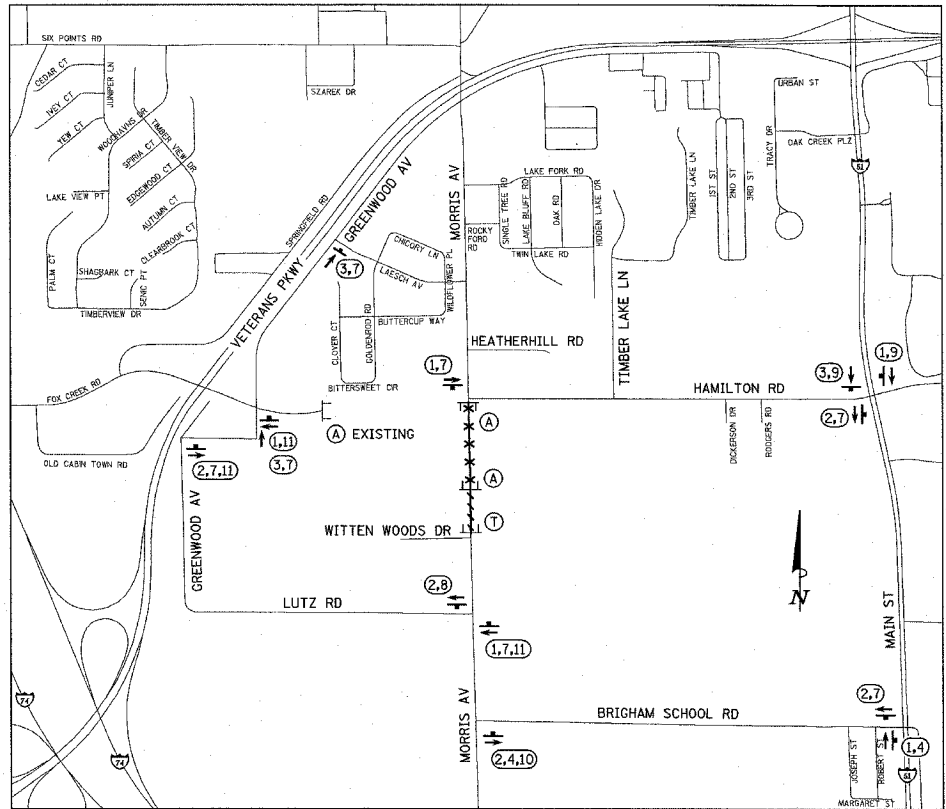 SIX POINTS RD
CEDAR CT
IVEY CT
YEW CT
JUNIPER LN
WOODHAVNS DR
SPIRIA CT
EDGEWOOD CT
AUTUMN CT
CLEARBROOK CT
TIMBER VIEW DR
LAKE VIEW PT
PALM CT
SHAGBARK CT
SENIC PT
TIMBERVIEW DR
SZAREK DR
SPRINGFIELD RD
VETERANS PKWY
GREENWOOD AV
MORRIS AV
3,7
CHICORY LN
LAESCH AV
WILDFLOWER PL
CLOVER CT
GOLDENROD RD
BUTTERCUP WAY
BITTERSWEET CIR
ROCKY
FORD
RD
SINGLE TREE RD
LAKE FORK RD
LAKE BLUFF RD
OAK RD
HIDDEN LAKE DR
TWIN LAKE RD
TIMBER LAKE LN
TIMBER LAKE LN
1ST ST
2ND ST
3RD ST
URBAN ST
TRACY DR
OAK CREEK PLZ
51
HEATHERHILL RD
1,7
HAMILTON RD
3,9
1,9
2,7
DICKERSON DR
RODGERS RD
FOX CREEK RD
OLD CABIN TOWN RD
A EXISTING
1,11
3,7
2,7,11
A
A
T
WITTEN WOODS DR
GREENWOOD AV
LUTZ RD
2,8
1,7,11
N
MAIN ST
MORRIS AV
BRIGHAM SCHOOL RD
2,7
2,4,10
1,4
JOSEPH ST
ROBERT ST
MARGARET ST
51
74
74